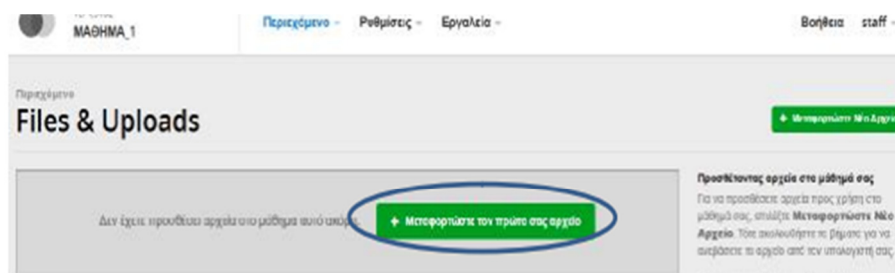 ΜΑΘΗΜΑ_1
Περιεχόμενο Ρυθμίσεις Εργαλεία
Βοήθεια staff
Περιεχόμενο
Files & Uploads
+ Μεταφορτώστε Νέο Αρχείο
Δεν έχετε προσθέσει αρχεία στο μάθημα αυτό ακόμα.
+ Μεταφορτώστε τον πρώτο σας αρχείο
Προσθέτοντας αρχεία στο μάθημά σας
Για να προσθέσετε αρχεία προς χρήση στο
μάθημά σας, επιλέξτε Μεταφορτώστε Νέο
Αρχείο. Τότε ακολουθήστε τα βήματα για να
ανεβάσετε το αρχείο από τον υπολογιστή σας.